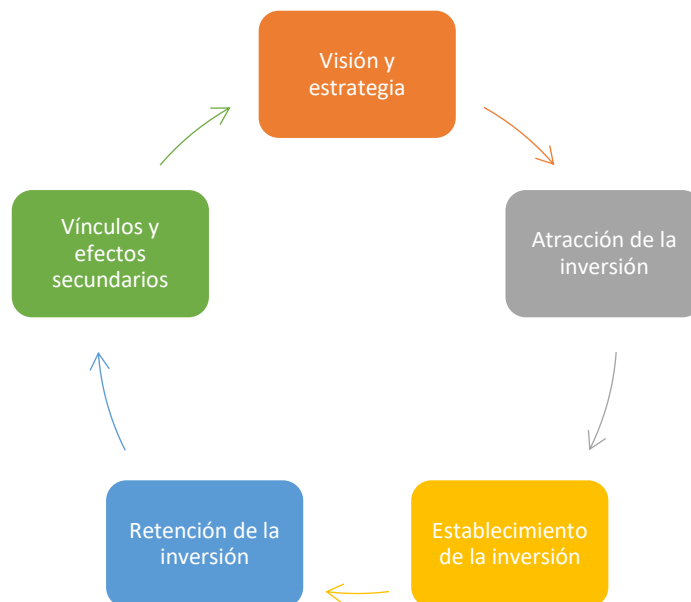 Visión y
estrategia
Atracción de la
inversión
Establecimiento
de la inversión
Retención de la
inversión
Vínculos y
efectos
secundarios